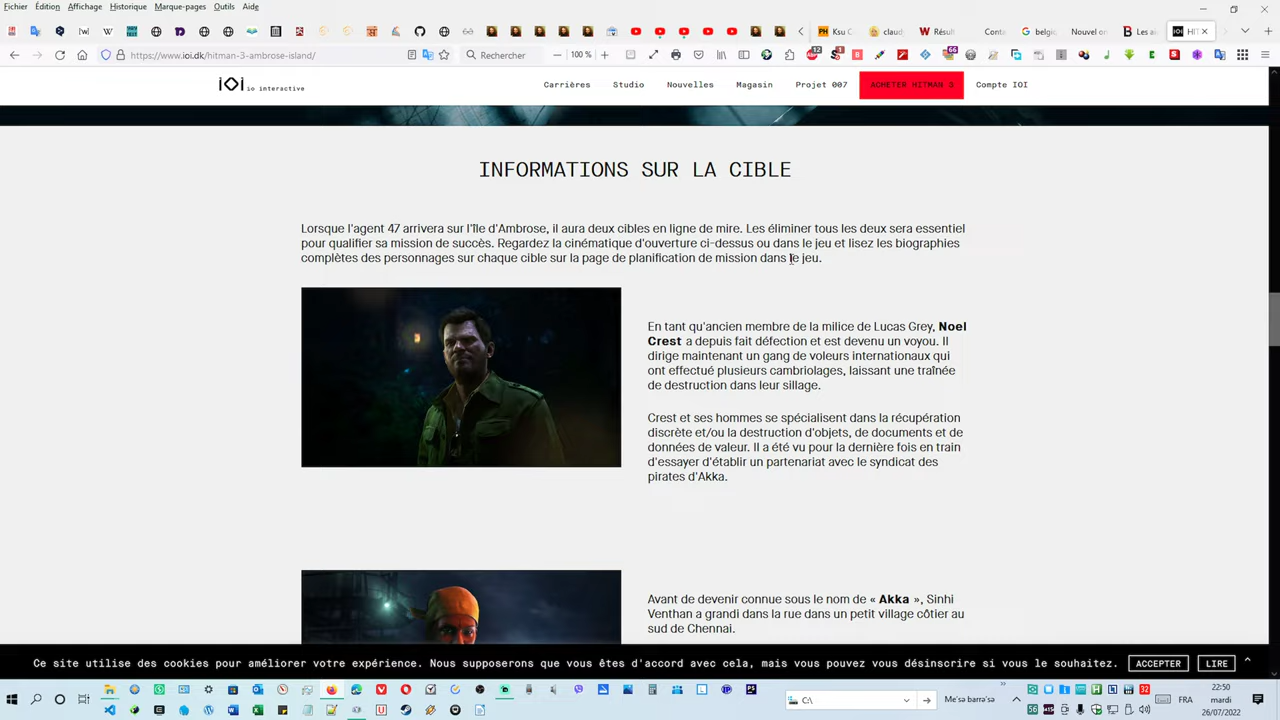 Fichier Édition Affichage Historique Marque-pages Outils Aide
Ksu C
claud
Résult
Conta
belgic
Nouvel on
Les ai
HIT
https://www.ioi.dk/hitman-3-ambrose-island/
100 %
Rechercher
ioi io interactive
Carrières Studio Nouvelles Magasin Projet 007 ACHETER HITMAN 3 Compte IOI
INFORMATIONS SUR LA CIBLE
Lorsque l'agent 47 arrivera sur l'île d'Ambrose, il aura deux cibles en ligne de mire. Les éliminer tous les deux sera essentiel
pour qualifier sa mission de succès. Regardez la cinématique d'ouverture ci-dessus ou dans le jeu et lisez les biographies
complètes des personnages sur chaque cible sur la page de planification de mission dans le jeu.
En tant qu'ancien membre de la milice de Lucas Grey, Noel
Crest a depuis fait défection et est devenu un voyou. Il
dirige maintenant un gang de voleurs internationaux qui
ont effectué plusieurs cambriolages, laissant une traînée
de destruction dans leur sillage.
Crest et ses hommes se spécialisent dans la récupération
discrète et/ou la destruction d'objets, de documents et de
données de valeur. Il a été vu pour la dernière fois en train
d'essayer d'établir un partenariat avec le syndicat des
pirates d'Akka.
Avant de devenir connue sous le nom de « Akka », Sinhi
Venthan a grandi dans la rue dans un petit village côtier au
sud de Chennai.
Ce site utilise des cookies pour améliorer votre expérience. Nous supposerons que vous êtes d'accord avec cela, mais vous pouvez vous désinscrire si vous le souhaitez. ACCEPTER LIRE
C:\
Me'sa barra'sa
FRA
22:50
mardi
26/07/2022